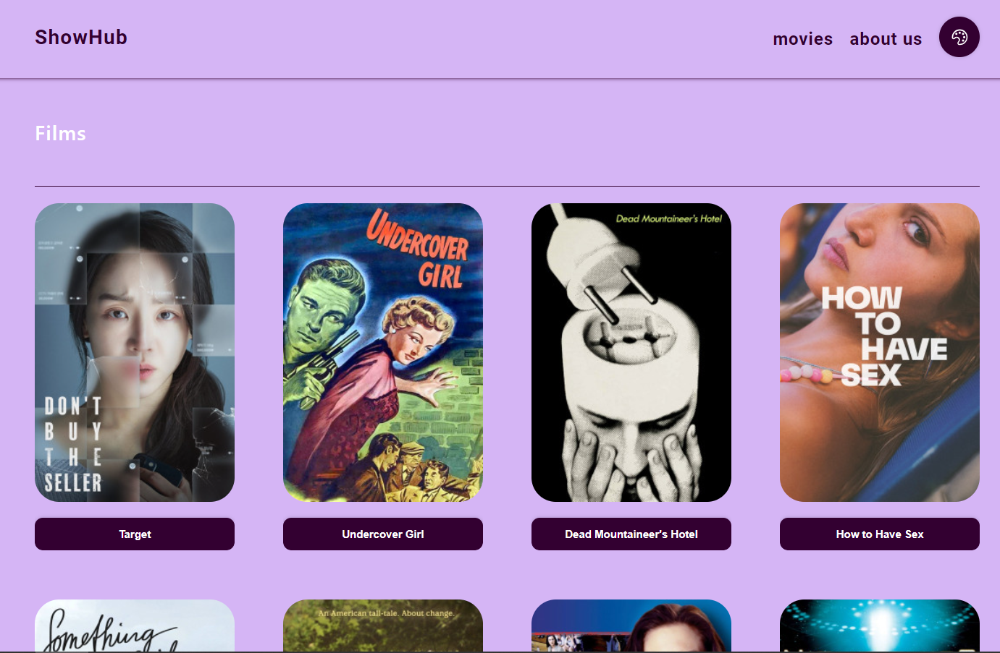 ShowHub
movies about us
Films
DON'T
BUY
THE
SELLER
UNDERCOVER
GIRL
Dead Mountaineer's Hotel
HOW
TO
HAVE
SEX
Target
Undercover Girl
Dead Mountaineer's Hotel
How to Have Sex
Something
An American tall-tale. About change.